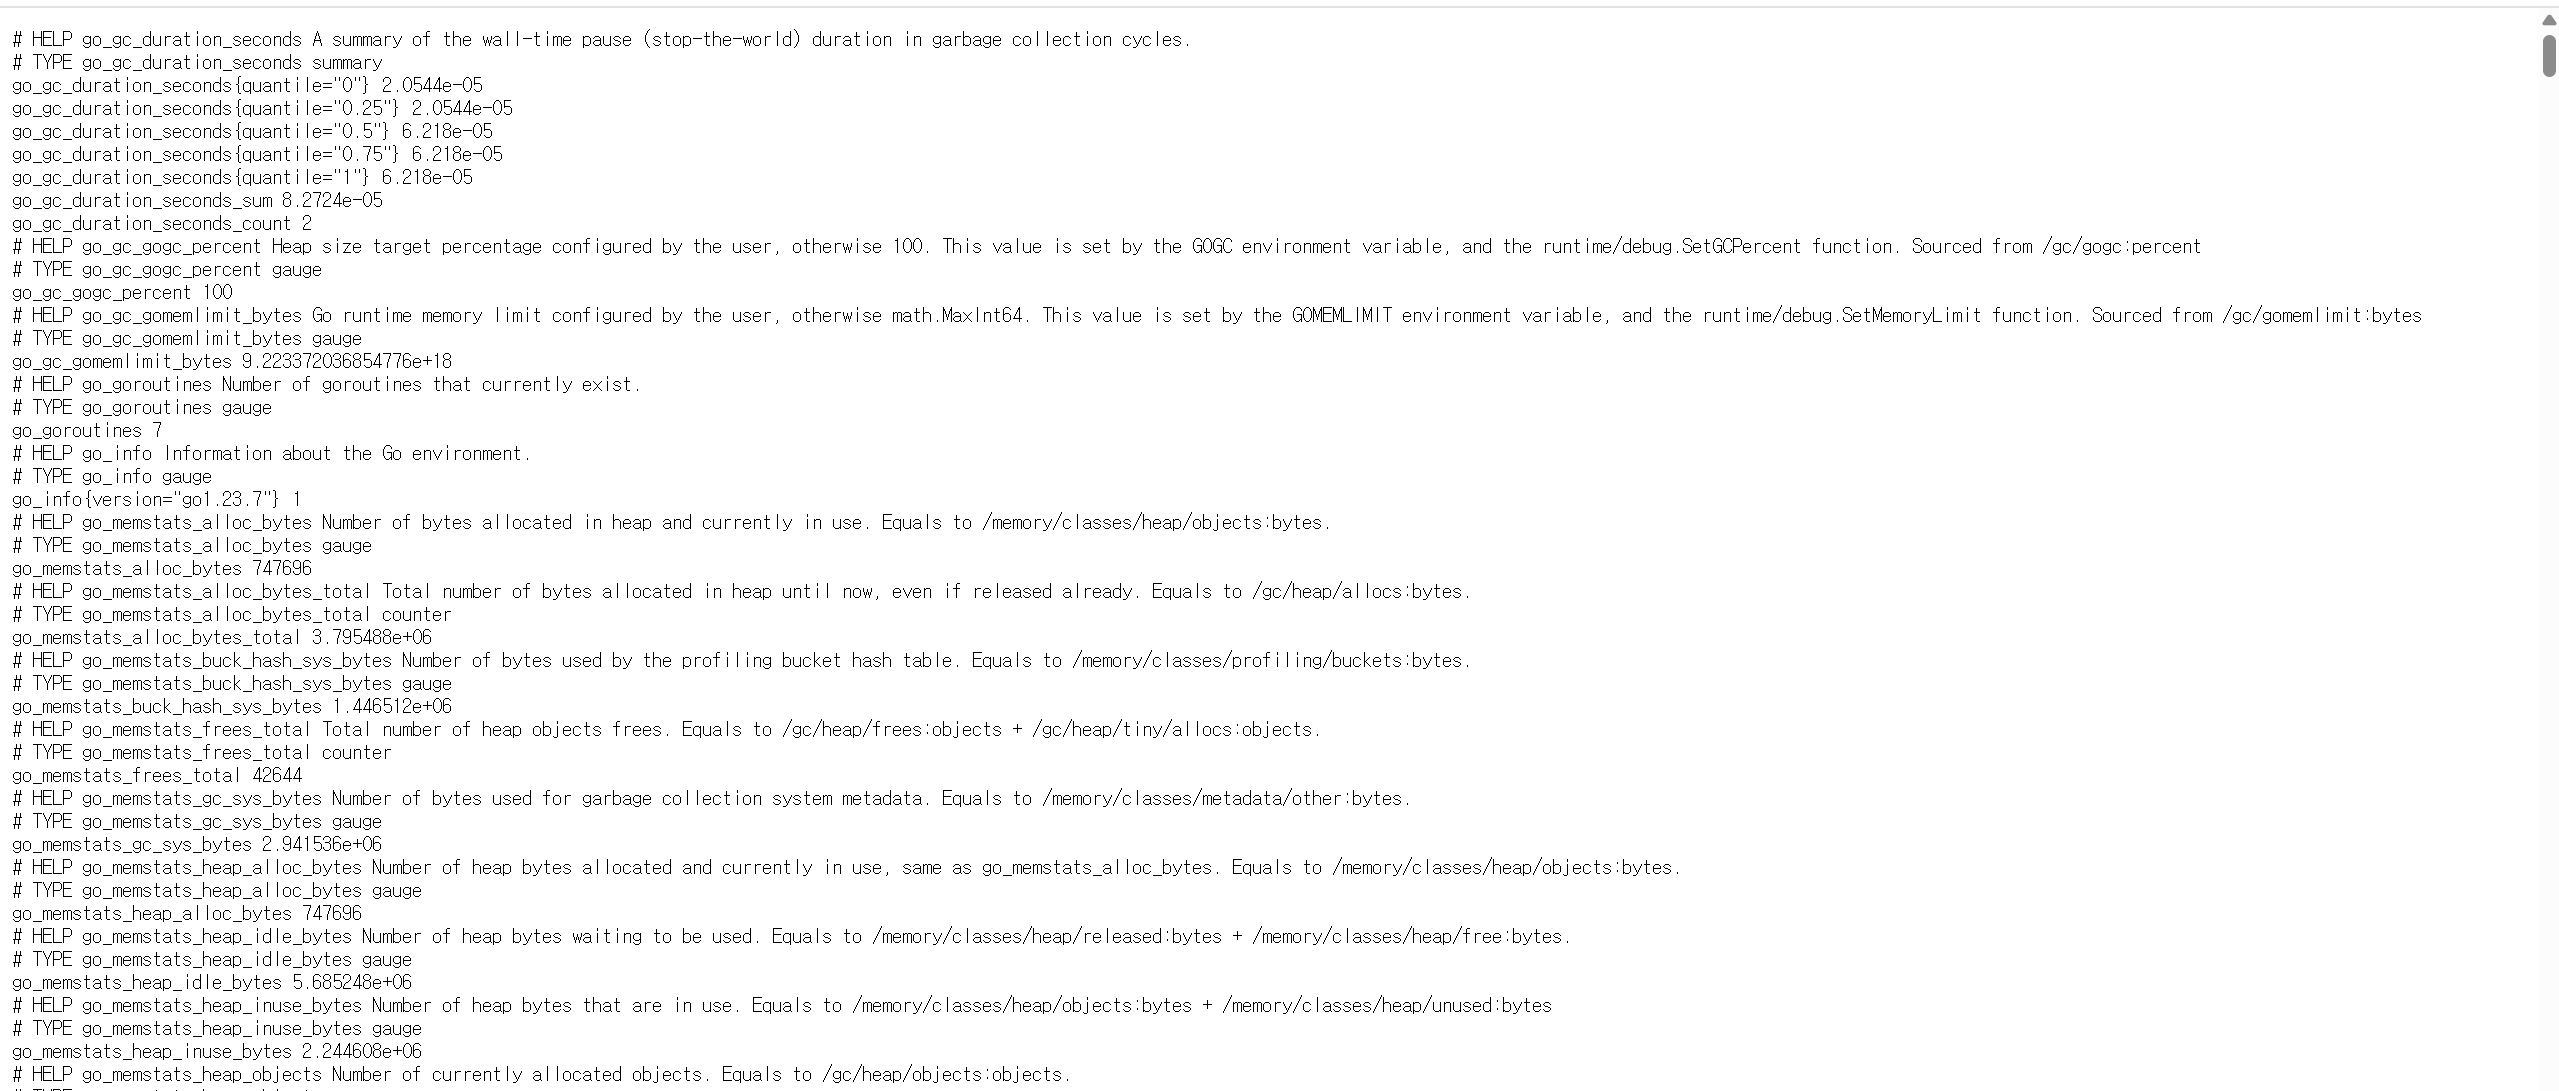 # HELP go_gc_duration_seconds A summary of the wall-time pause (stop-the-world) duration in garbage collection cycles.
# TYPE go_gc_duration_seconds summary
go_gc_duration_seconds{quantile="0"} 2.0544e-05
go_gc_duration_seconds{quantile="0.25"} 2.0544e-05
go_gc_duration_seconds{quantile="0.5"} 6.218e-05
go_gc_duration_seconds{quantile="0.75"} 6.218e-05
go_gc_duration_seconds{quantile="1"} 6.218e-05
go_gc_duration_seconds_sum 8.2724e-05
go_gc_duration_seconds_count 2
# HELP go_gc_gogc_percent Heap size target percentage configured by the user, otherwise 100. This value is set by the GOGC environment variable, and the runtime/debug.SetGCPercent function. Sourced from /gc/gogc:percent
# TYPE go_gc_gogc_percent gauge
go_gc_gogc_percent 100
# HELP go_gc_gomemlimit_bytes Go runtime memory limit configured by the user, otherwise math.MaxInt64. This value is set by the GOMEMLIMIT environment variable, and the runtime/debug.SetMemoryLimit function. Sourced from /gc/gomemlimit:bytes
# TYPE go_gc_gomemlimit_bytes gauge
go_gc_gomemlimit_bytes 9.223372036854776e+18
# HELP go_goroutines Number of goroutines that currently exist.
# TYPE go_goroutines gauge
go_goroutines 7
# HELP go_info Information about the Go environment.
# TYPE go_info gauge
go_info{version="go1.23.7"} 1
# HELP go_memstats_alloc_bytes Number of bytes allocated in heap and currently in use. Equals to /memory/classes/heap/objects:bytes.
# TYPE go_memstats_alloc_bytes gauge
go_memstats_alloc_bytes 747696
# HELP go_memstats_alloc_bytes_total Total number of bytes allocated in heap until now, even if released already. Equals to /gc/heap/allocs:bytes.
# TYPE go_memstats_alloc_bytes_total counter
go_memstats_alloc_bytes_total 3.795488e+06
# HELP go_memstats_buck_hash_sys_bytes Number of bytes used by the profiling bucket hash table. Equals to /memory/classes/profiling/buckets:bytes.
# TYPE go_memstats_buck_hash_sys_bytes gauge
go_memstats_buck_hash_sys_bytes 1.446512e+06
# HELP go_memstats_frees_total Total number of heap objects frees. Equals to /gc/heap/frees:objects + /gc/heap/tiny/allocs:objects.
# TYPE go_memstats_frees_total counter
go_memstats_frees_total 42644
# HELP go_memstats_gc_sys_bytes Number of bytes used for garbage collection system metadata. Equals to /memory/classes/metadata/other:bytes.
# TYPE go_memstats_gc_sys_bytes gauge
go_memstats_gc_sys_bytes 2.941536e+06
# HELP go_memstats_heap_alloc_bytes Number of heap bytes allocated and currently in use, same as go_memstats_alloc_bytes. Equals to /memory/classes/heap/objects:bytes.
# TYPE go_memstats_heap_alloc_bytes gauge
go_memstats_heap_alloc_bytes 747696
# HELP go_memstats_heap_idle_bytes Number of heap bytes waiting to be used. Equals to /memory/classes/heap/released:bytes + /memory/classes/heap/free:bytes.
# TYPE go_memstats_heap_idle_bytes gauge
go_memstats_heap_idle_bytes 5.685248e+06
# HELP go_memstats_heap_inuse_bytes Number of heap bytes that are in use. Equals to /memory/classes/heap/objects:bytes + /memory/classes/heap/unused:bytes
# TYPE go_memstats_heap_inuse_bytes gauge
go_memstats_heap_inuse_bytes 2.244608e+06
# HELP go_memstats_heap_objects Number of currently allocated objects. Equals to /gc/heap/objects:objects.